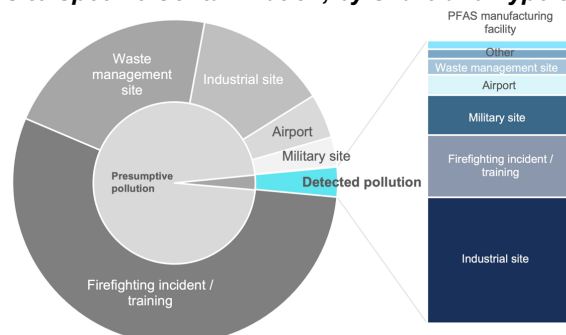 PFAS manufacturing
facility
Waste
management
site
Industrial site
Airport
Military site
Presumptive
pollution
Detected pollution
Firefighting incident /
training
Other
Waste management site
Airport
Military site
Firefighting incident /
training
Industrial site